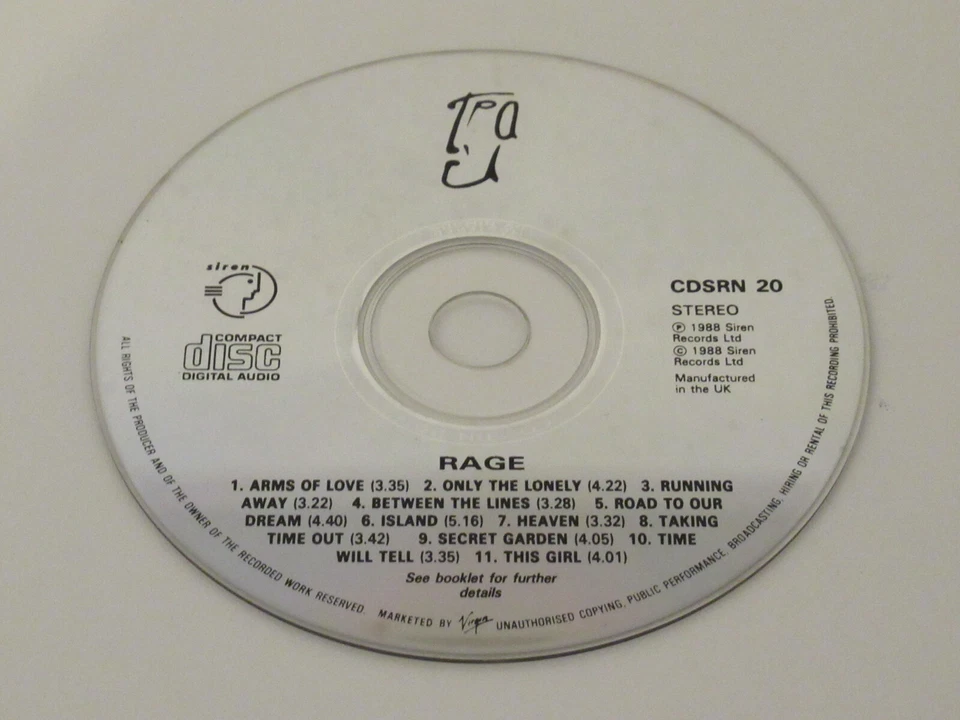 T'Pau
siren
COMPACT
disc
DIGITAL AUDIO
CDSRN 20
STEREO
℗ 1988 Siren
Records Ltd
© 1988 Siren
Records Ltd
Manufactured
in the UK
RAGE
1. ARMS OF LOVE (3.35) 2. ONLY THE LONELY (4.22) 3. RUNNING
AWAY (3.22) 4. BETWEEN THE LINES (3.28) 5. ROAD TO OUR
DREAM (4.40) 6. ISLAND (5.16) 7. HEAVEN (3.32) 8. TAKING
TIME OUT (3.42) 9. SECRET GARDEN (4.05) 10. TIME
WILL TELL (3.35) 11. THIS GIRL (4.01)
See booklet for further
details
ALL RIGHTS OF THE PRODUCER AND OF THE OWNER OF THE RECORDED WORK RESERVED. MARKETED BY Virgin UNAUTHORISED COPYING, PUBLIC PERFORMANCE, BROADCASTING, HIRING OR RENTAL OF THIS RECORDING PROHIBITED.